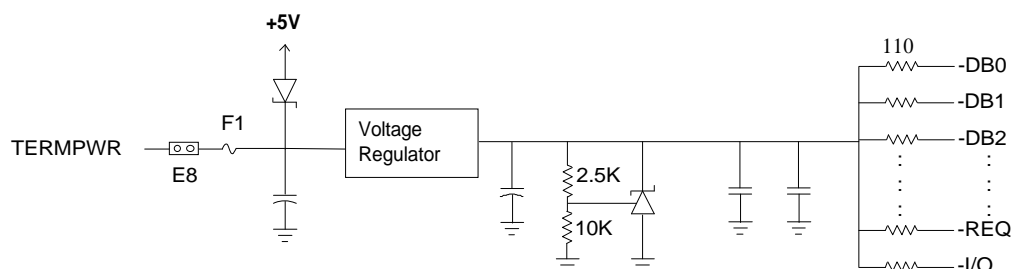 +5V
110
-DB0
-DB1
F1
Voltage
Regulator
TERMPWR
-DB2
E8
2.5K
10K
-REQ
-I/O